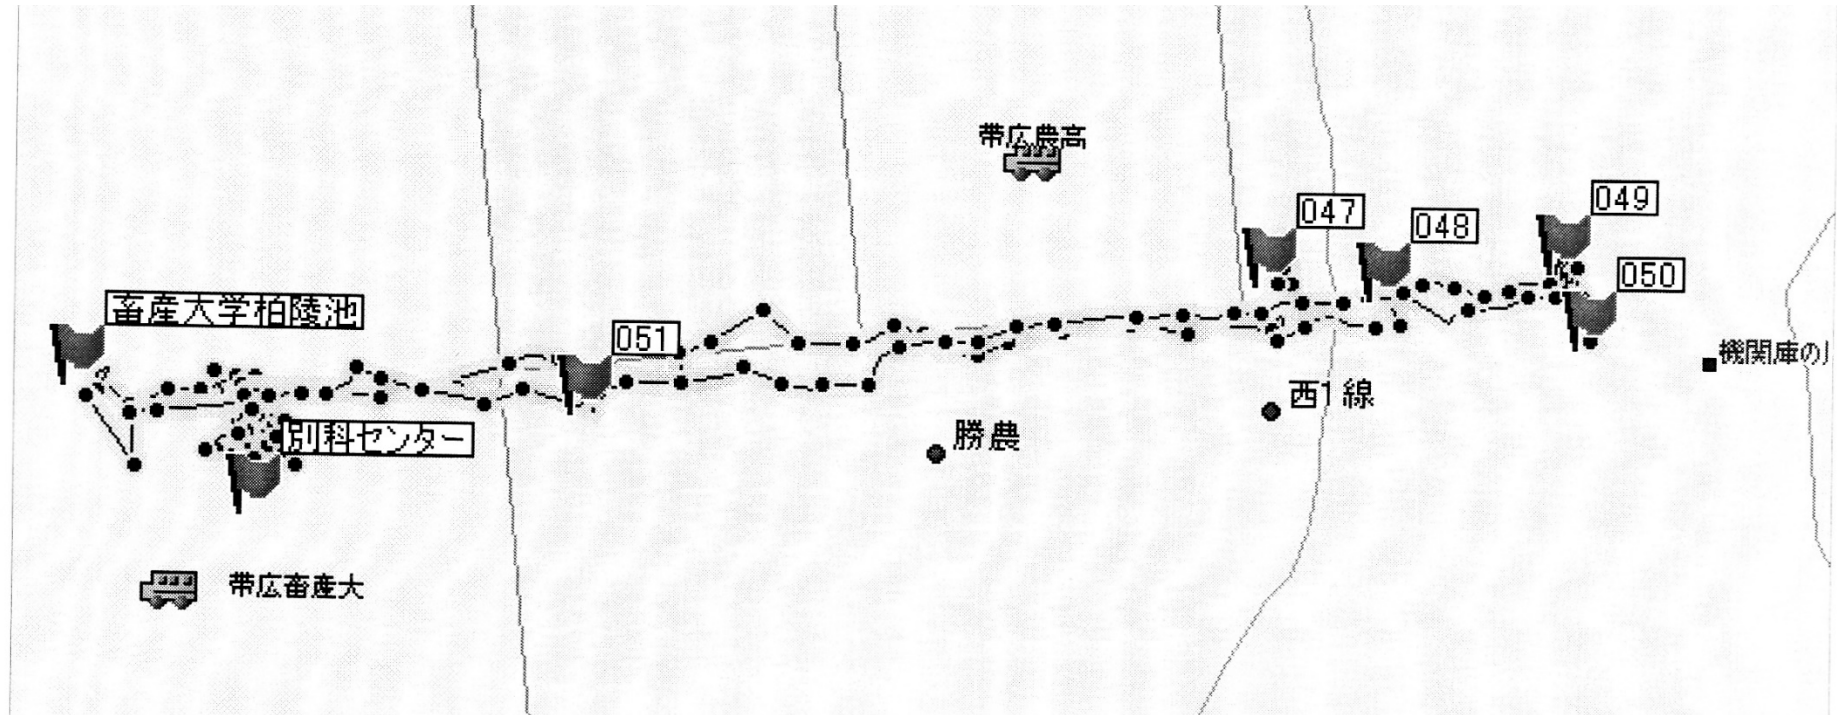 帯広農高
049
047
048
050
畜産大学柏陵池
051
機関庫の川
西1線
勝農
別科センター
帯広畜産大